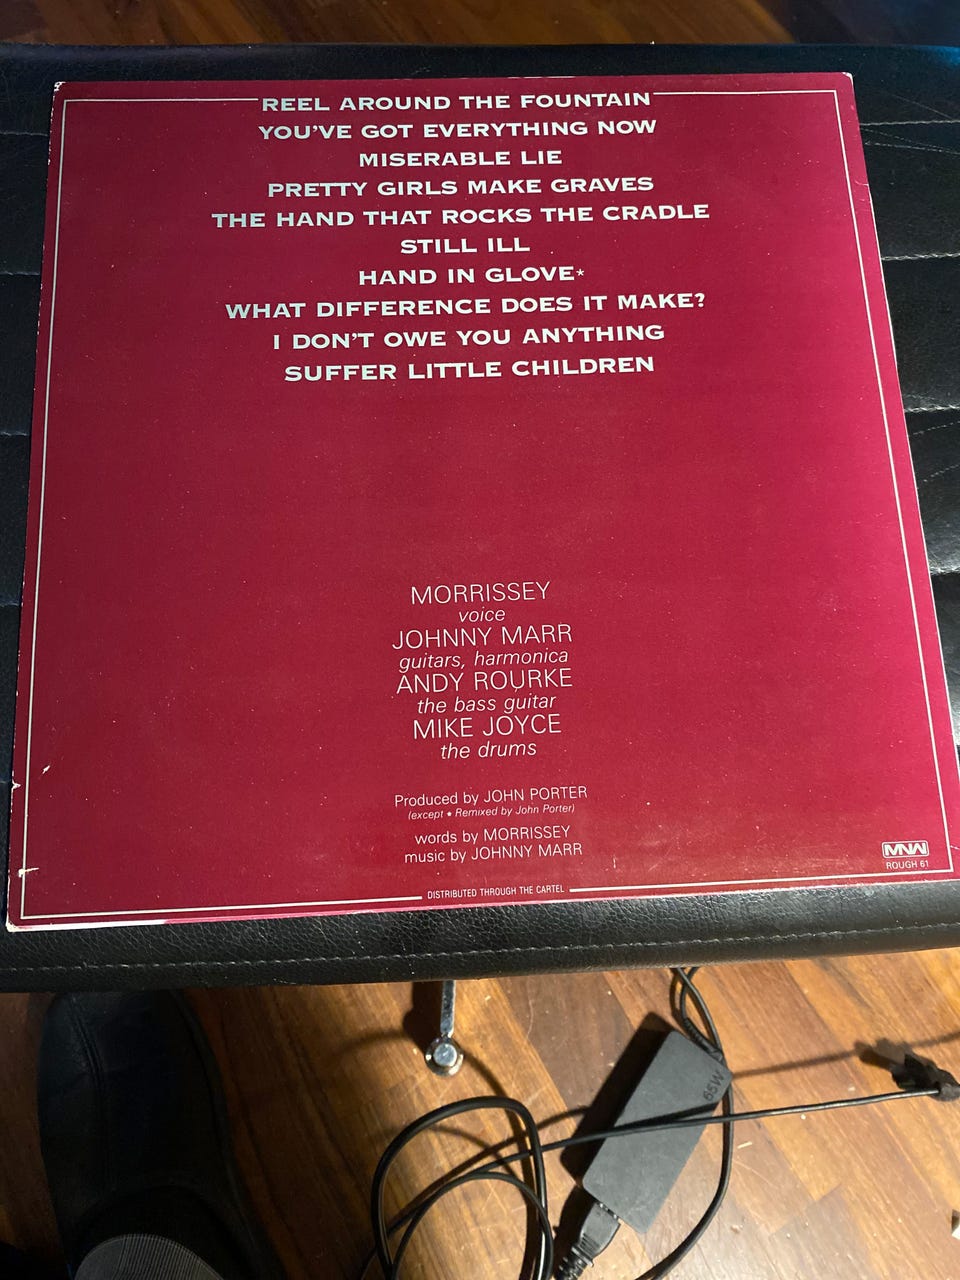 REEL AROUND THE FOUNTAIN
YOU'VE GOT EVERYTHING NOW
MISERABLE LIE
PRETTY GIRLS MAKE GRAVES
THE HAND THAT ROCKS THE CRADLE
STILL ILL
HAND IN GLOVE*
WHAT DIFFERENCE DOES IT MAKE?
I DON'T OWE YOU ANYTHING
SUFFER LITTLE CHILDREN
MORRISSEY
voice
JOHNNY MARR
guitars, harmonica
ANDY ROURKE
the bass guitar
MIKE JOYCE
the drums
Produced by JOHN PORTER
(except * Remixed by John Porter)
words by MORRISSEY
music by JOHNNY MARR
MNW
ROUGH 61
DISTRIBUTED THROUGH THE CARTEL
65W